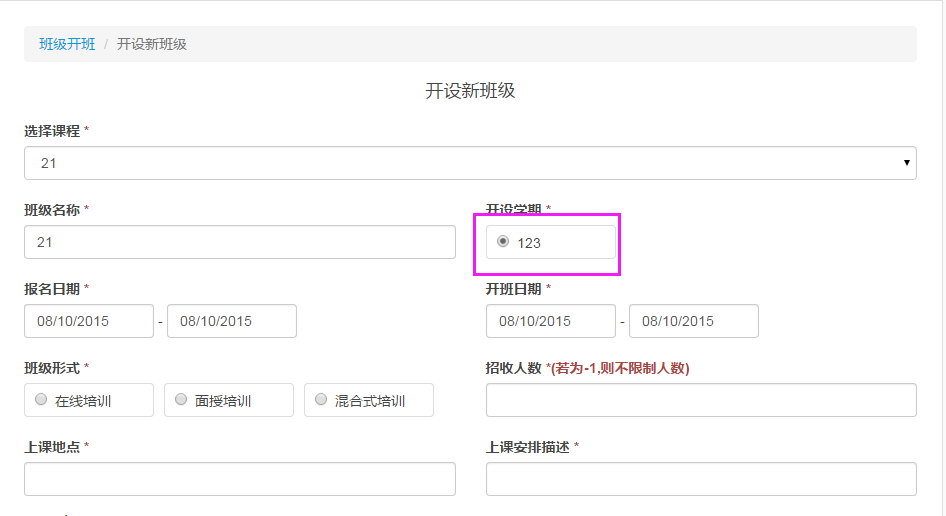 班级开班 / 开设新班级
开设新班级
选择课程 *
21
班级名称 * 开设学期 *
21 123
报名日期 * 开班日期 *
08/10/2015 - 08/10/2015 08/10/2015 - 08/10/2015
班级形式 * 招收人数 *(若为-1,则不限制人数)
在线培训 面授培训 混合式培训
上课地点 * 上课安排描述 *